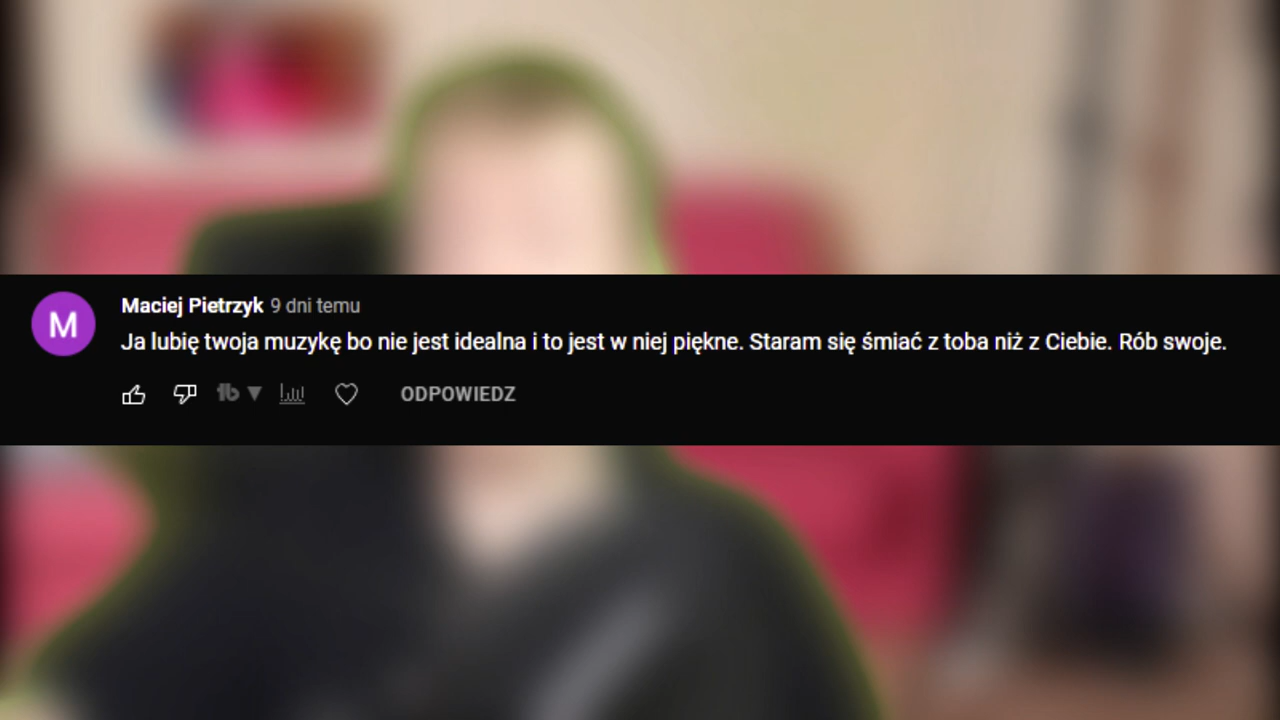 M
Maciej Pietrzyk 9 dni temu
Ja lubię twoja muzykę bo nie jest idealna i to jest w niej piękne. Staram się śmiać z toba niż z Ciebie. Rób swoje.
tb ODPOWIEDZ